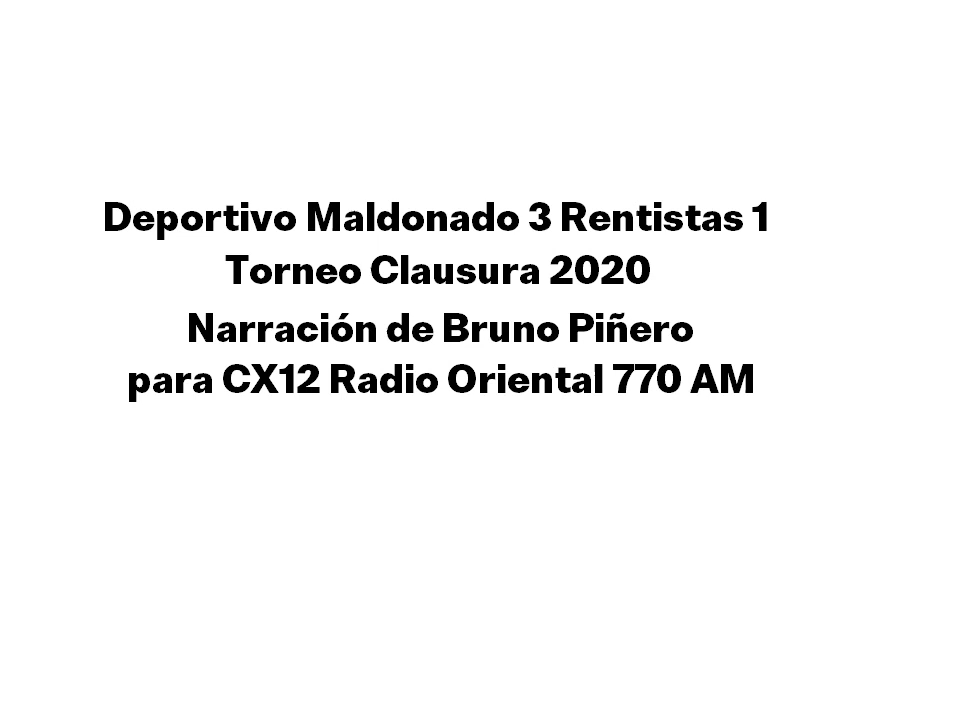 Deportivo Maldonado 3 Rentistas 1
Torneo Clausura 2020
Narración de Bruno Piñero
para CX12 Radio Oriental 770 AM